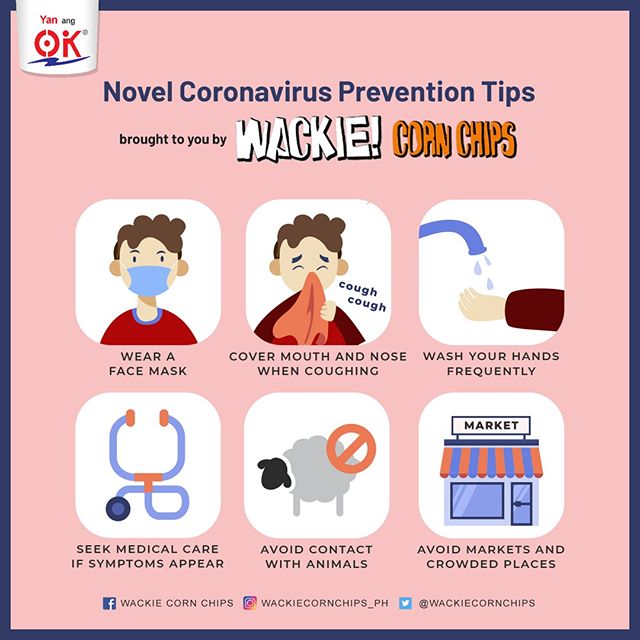 Yan ang
OK®
Novel Coronavirus Prevention Tips
brought to you by WACKIE! CORN CHIPS
cough
cough
WEAR A
FACE MASK
COVER MOUTH AND NOSE
WHEN COUGHING
WASH YOUR HANDS
FREQUENTLY
MARKET
SEEK MEDICAL CARE
IF SYMPTOMS APPEAR
AVOID CONTACT
WITH ANIMALS
AVOID MARKETS AND
CROWDED PLACES
WACKIE CORN CHIPS WACKIECORNCHIPS_PH @WACKIECORNCHIPS